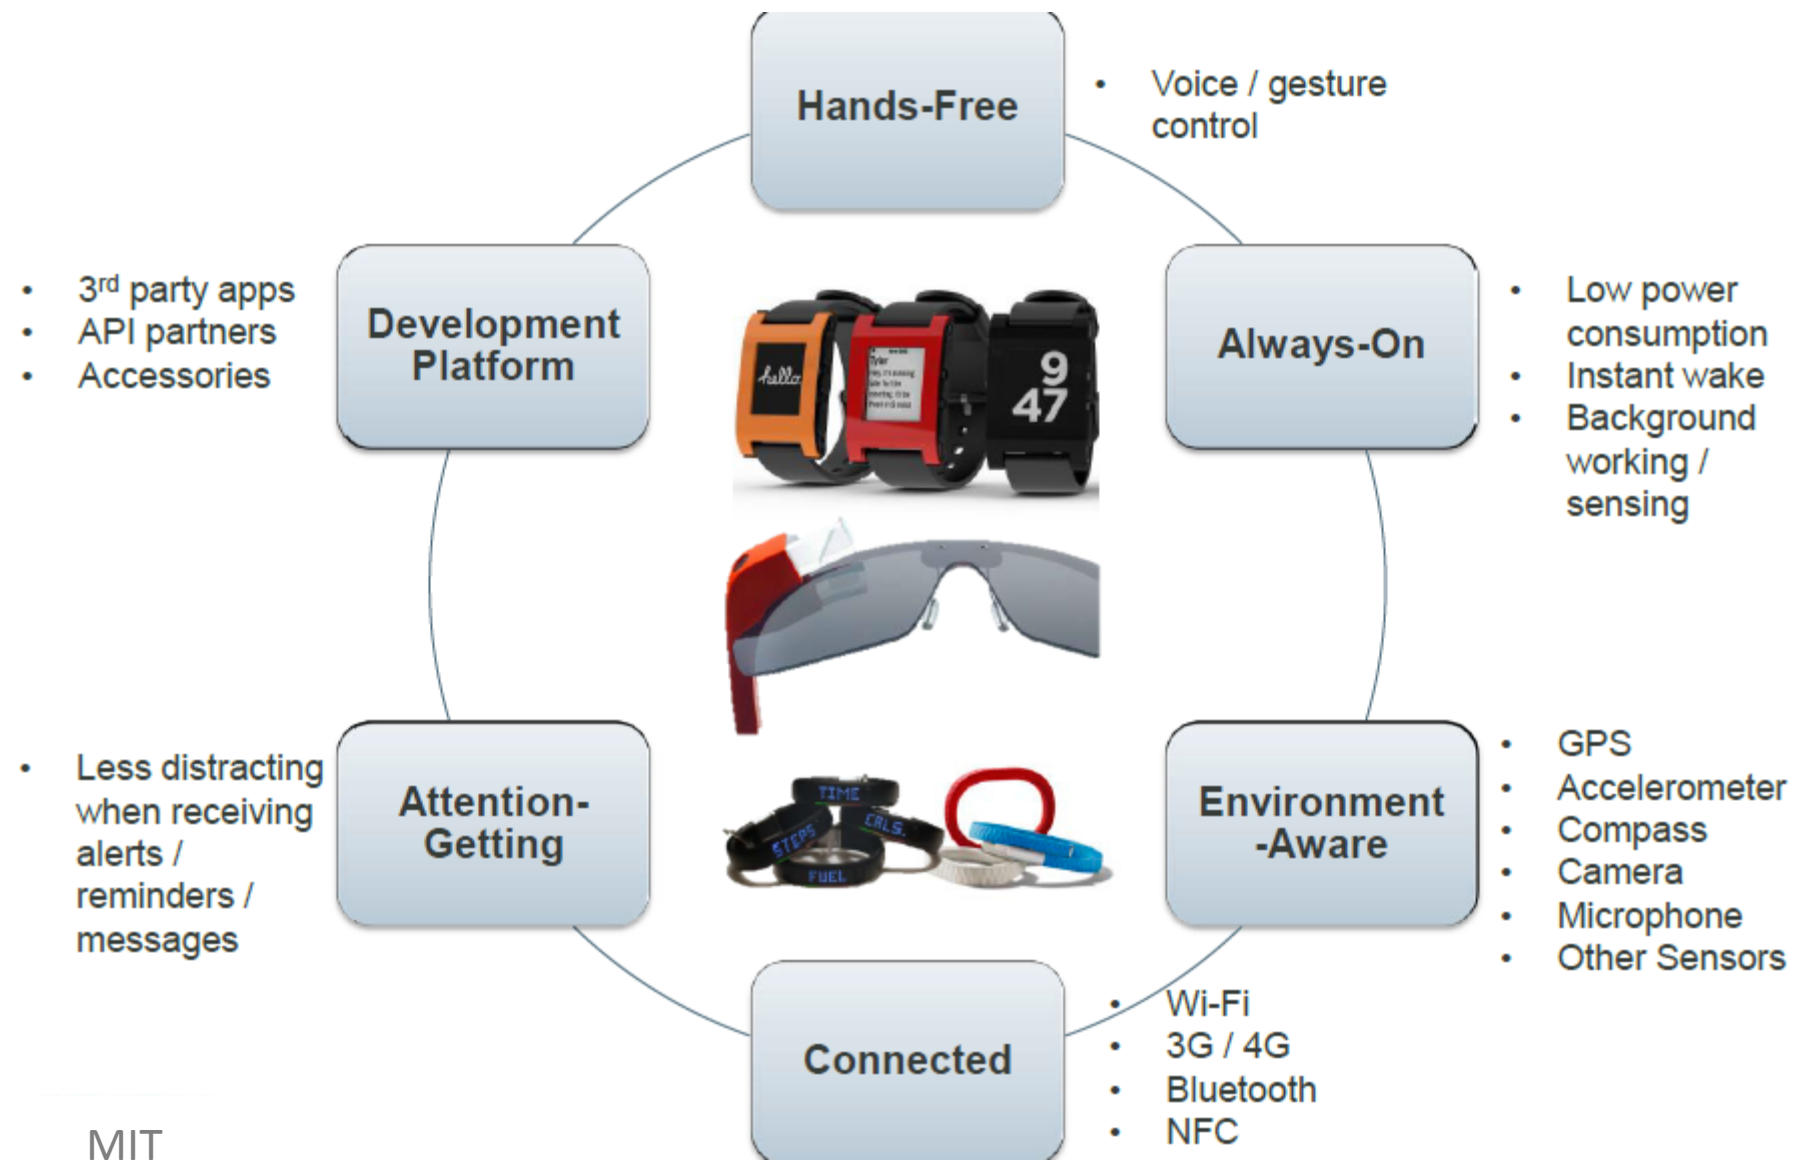 Hands-Free
• Voice / gesture
control
Development
Platform
• 3rd party apps
• API partners
• Accessories
Always-On
• Low power
consumption
• Instant wake
• Background
working /
sensing
hello
Tyler
9
47
Attention-
Getting
• Less distracting
when receiving
alerts /
reminders /
messages
TIME
STEPS
CALS.
FUEL
Environment
-Aware
• GPS
• Accelerometer
• Compass
• Camera
• Microphone
• Other Sensors
Connected
• Wi-Fi
• 3G / 4G
• Bluetooth
• NFC
MIT